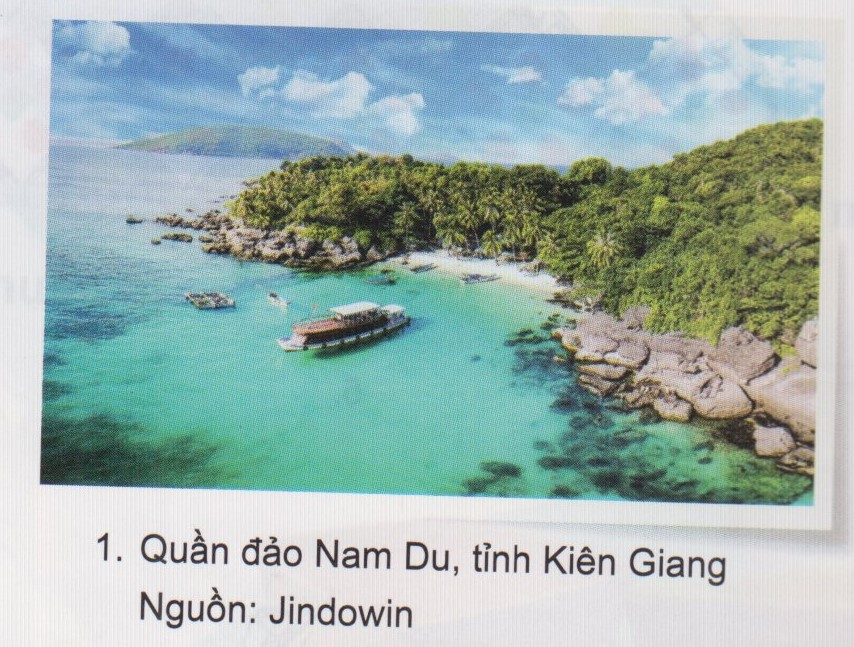 1. Quần đảo Nam Du, tỉnh Kiên Giang
Nguồn: Jindowin